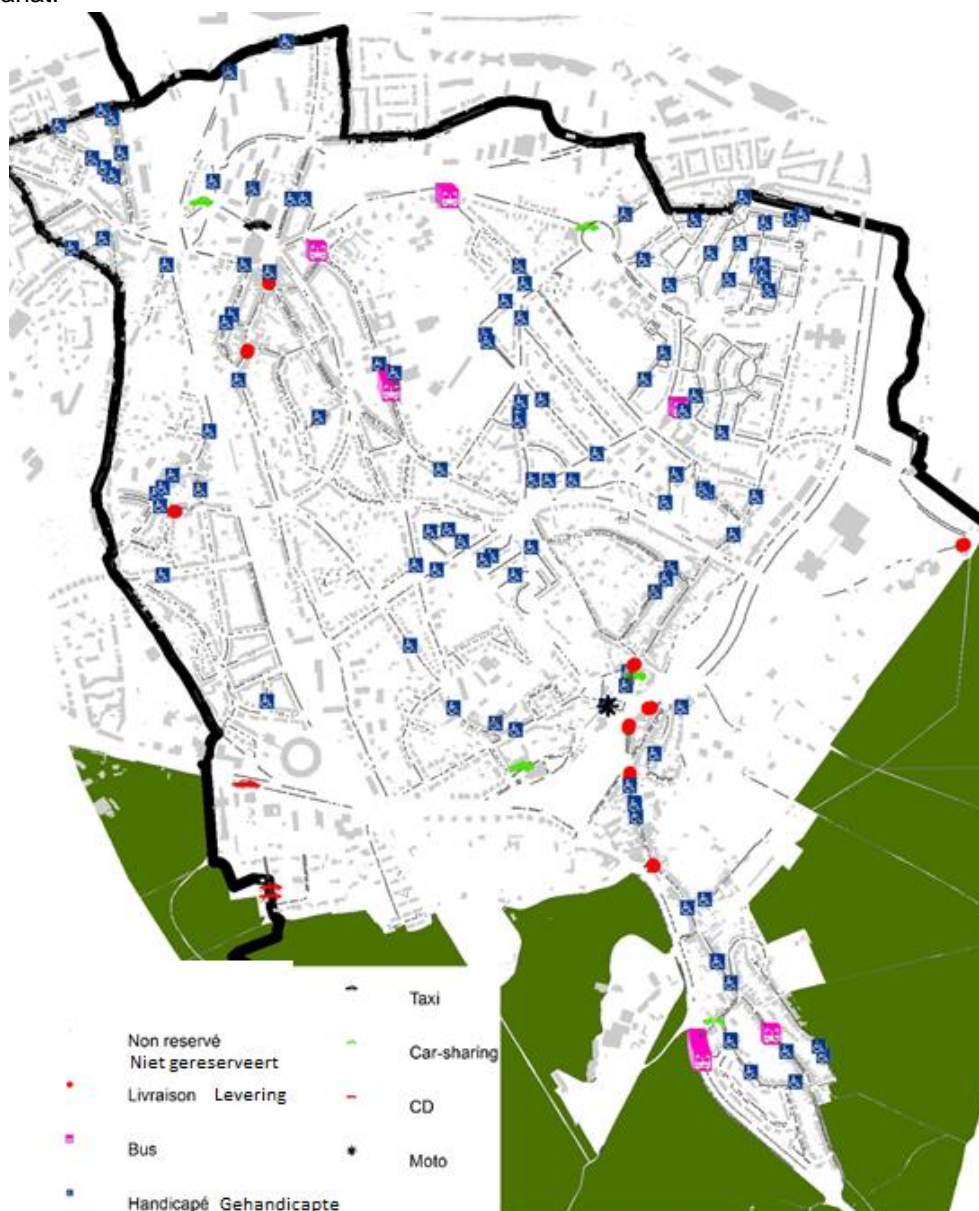 Non reservé
Niet gereserveert
Livraison Levering
Bus
Handicapé Gehandicapte
Taxi
Car-sharing
CD
Moto